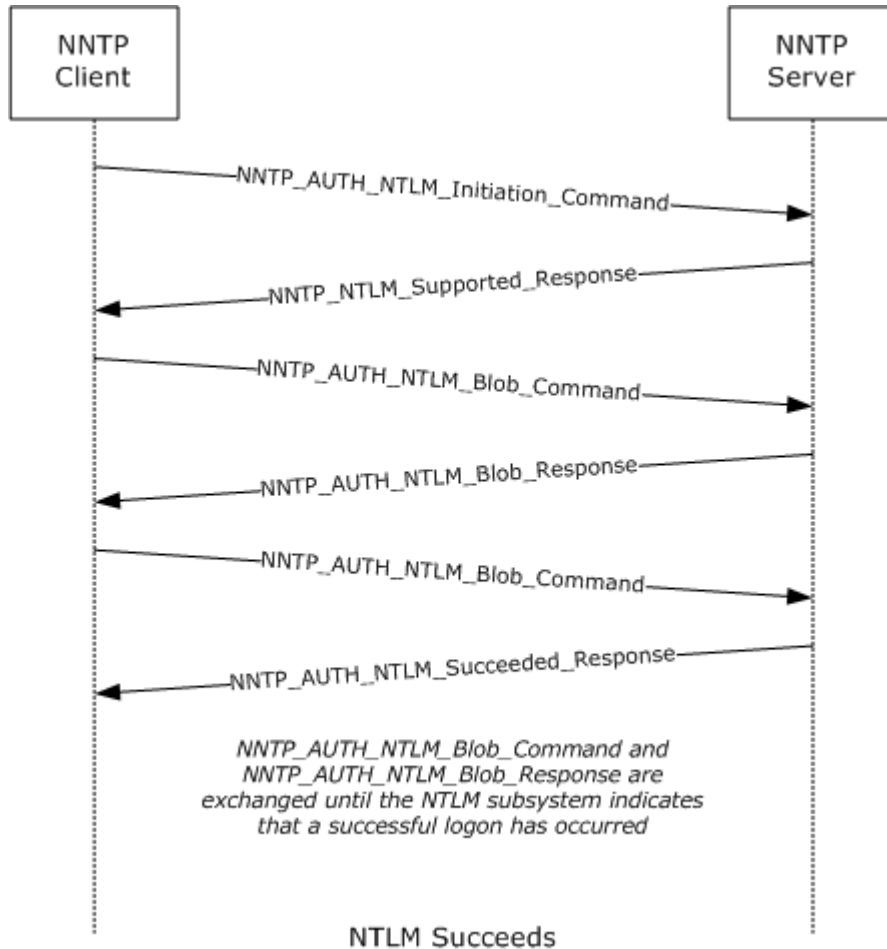 NNTP
Client
NNTP
Server
NNTP_AUTH_NTLM_Initiation_Command
NNTP_NTLM_Supported_Response
NNTP_AUTH_NTLM_Blob_Command
NNTP_AUTH_NTLM_Blob_Response
NNTP_AUTH_NTLM_Blob_Command
NNTP_AUTH_NTLM_Succeeded_Response
NNTP_AUTH_NTLM_Blob_Command and
NNTP_AUTH_NTLM_Blob_Response are
exchanged until the NTLM subsystem indicates
that a successful logon has occurred
NTLM Succeeds